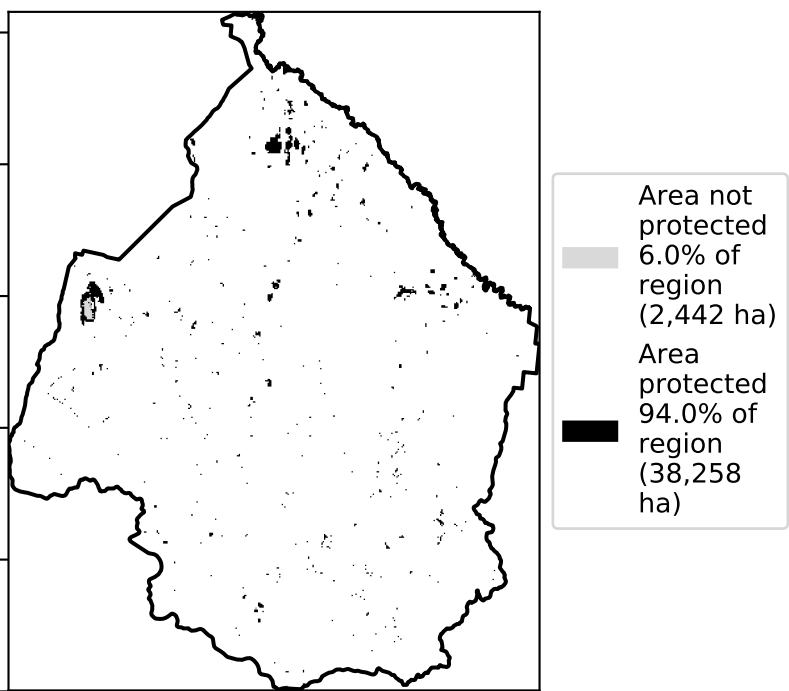 Area not
protected
6.0% of
region
(2,442 ha)
Area
protected
94.0% of
region
(38,258
ha)